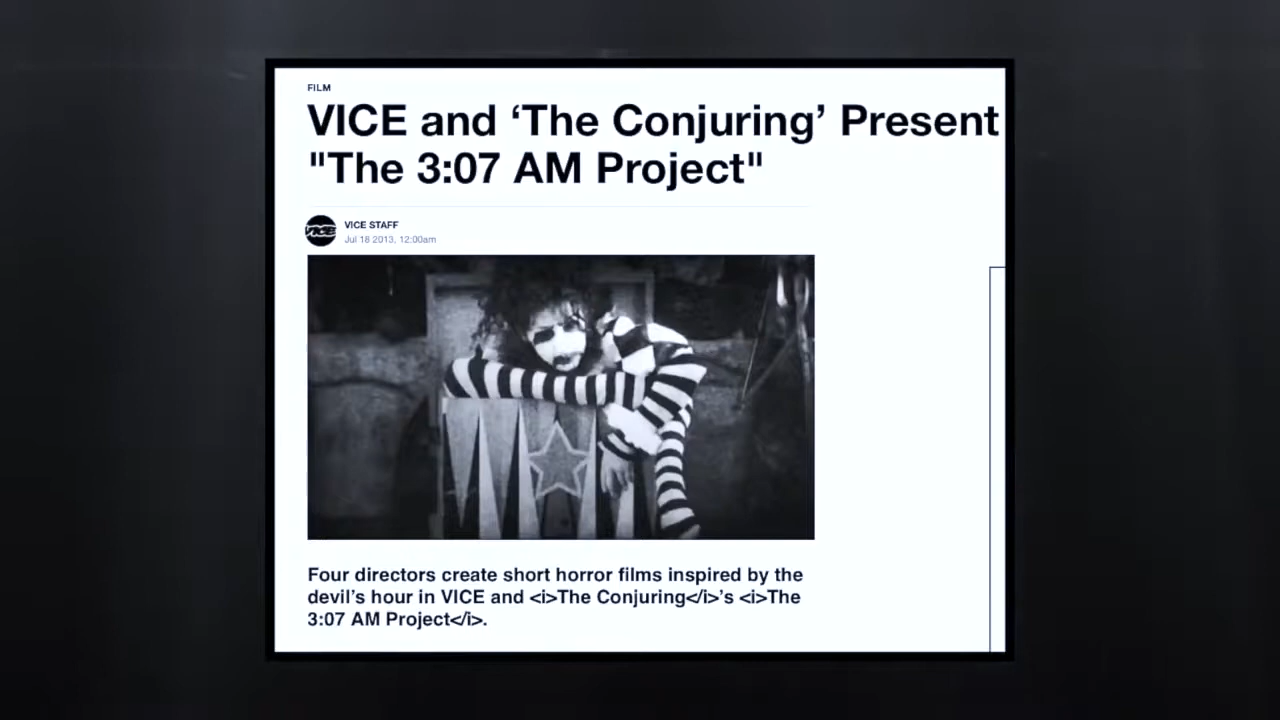 FILM
VICE and ‘The Conjuring’ Present
"The 3:07 AM Project"
VICE
VICE STAFF
Jul 18 2013, 12:00am
Four directors create short horror films inspired by the
devil’s hour in VICE and <i>The Conjuring</i>’s <i>The
3:07 AM Project</i>.